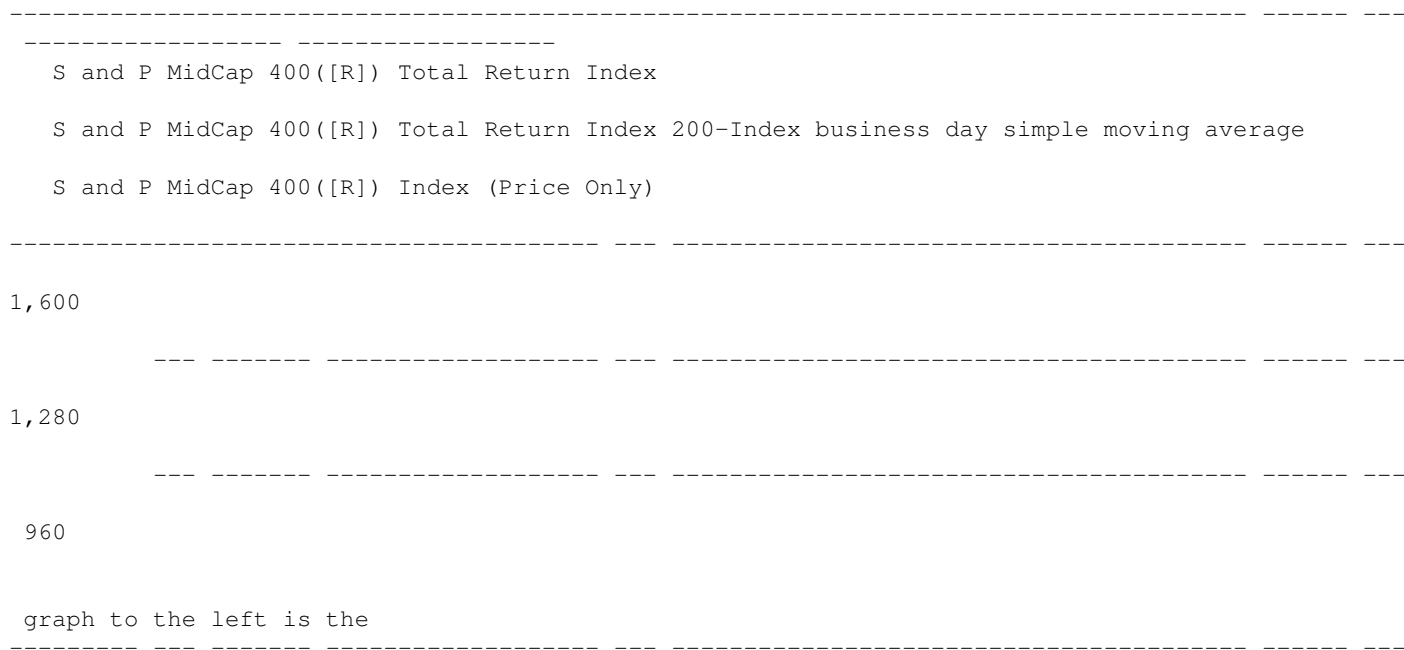 -------------------------------------------------------------------------------------- ------ ---
------------------ ------------------
S and P MidCap 400([R]) Total Return Index
S and P MidCap 400([R]) Total Return Index 200-Index business day simple moving average
S and P MidCap 400([R]) Index (Price Only)
----------------------------------------- --- ---------------------------------------- ------ ---
1,600
--- ------- ------------------- --- ---------------------------------------- ------ ---
1,280
--- ------- ------------------- --- ---------------------------------------- ------ ---
960
graph to the left is the
--------- --- ------- ------------------- --- ---------------------------------------- ------ ---